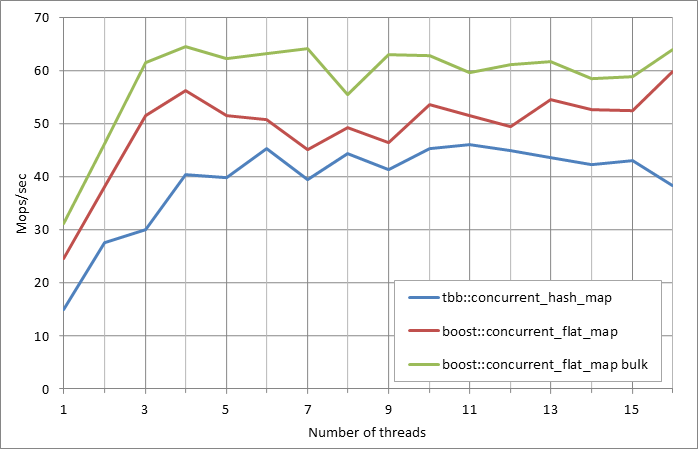 70
60
50
40
30
20
10
0
Mops/sec
tbb::concurrent_hash_map
boost::concurrent_flat_map
boost::concurrent_flat_map bulk
1 3 5 7 9 11 13 15
Number of threads